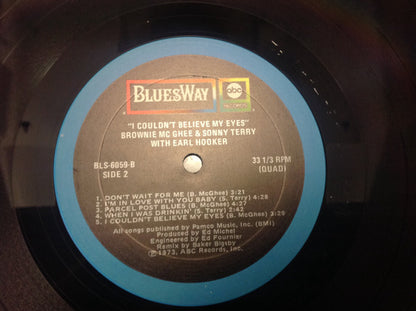 BLUESWAY abc
RECORDS
"I COULDN'T BELIEVE MY EYES"
BROWNIE MC GHEE & SONNY TERRY
WITH EARL HOOKER
BLS-6059-B 33 1/3 RPM
SIDE 2 (QUAD)
1. DON'T WAIT FOR ME (B. McGhee) 3:21
2. I'M IN LOVE WITH YOU BABY (S. Terry) 4:28
3. PARCEL POST BLUES (B. McGhee) 4:37
4. WHEN I WAS DRINKIN' (S. Terry) 4:45
5. I COULDN'T BELIEVE MY EYES (B. McGhee) 3:29
All songs published by Pamco Music, Inc. (BMI)
Produced by Ed Michel
Engineered by Ed Fournier
Remix by Baker Bigsby
℗1973, ABC Records, Inc.